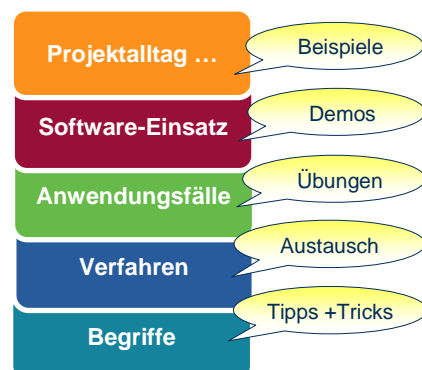 Projektalltag …
Beispiele
Software-Einsatz
Demos
Anwendungsfälle
Übungen
Verfahren
Austausch
Begriffe
Tipps +Tricks